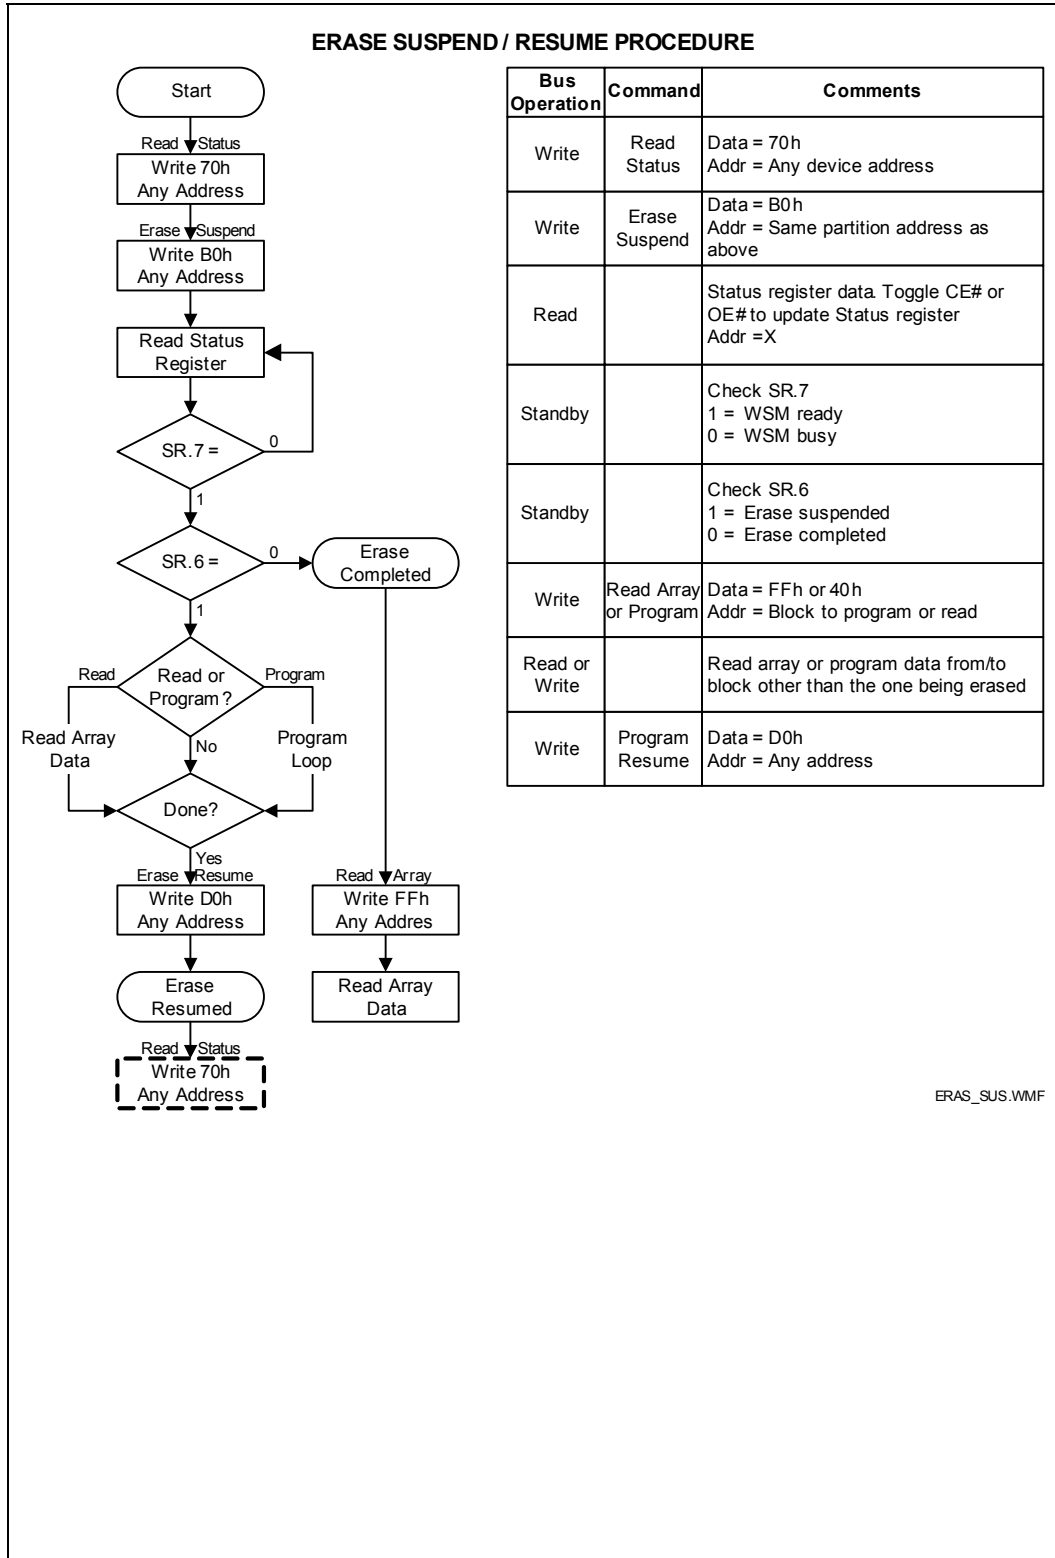 ERASE SUSPEND / RESUME PROCEDURE
Start
Read Status
Write 70h
Any Address
Erase Suspend
Write B0h
Any Address
Read Status
Register
SR.7 =
0
1
SR.6 =
0
Erase
Completed
1
Read or
Program?
Read
Program
Read Array
Data
No
Program
Loop
Done?
Yes
Erase Resume
Write D0h
Any Address
Read Array
Write FFh
Any Addres
Erase
Resumed
Read Array
Data
Read Status
Write 70h
Any Address
Bus
Operation
Command
Comments
Write
Read
Status
Data = 70h
Addr = Any device address
Write
Erase
Suspend
Data = B0h
Addr = Same partition address as
above
Read
Status register data. Toggle CE# or
OE# to update Status register
Addr =X
Standby
Check SR.7
1 = WSM ready
0 = WSM busy
Standby
Check SR.6
1 = Erase suspended
0 = Erase completed
Write
Read Array
or Program
Data = FFh or 40h
Addr = Block to program or read
Read or
Write
Read array or program data from/to
block other than the one being erased
Write
Program
Resume
Data = D0h
Addr = Any address
ERAS_SUS.WMF